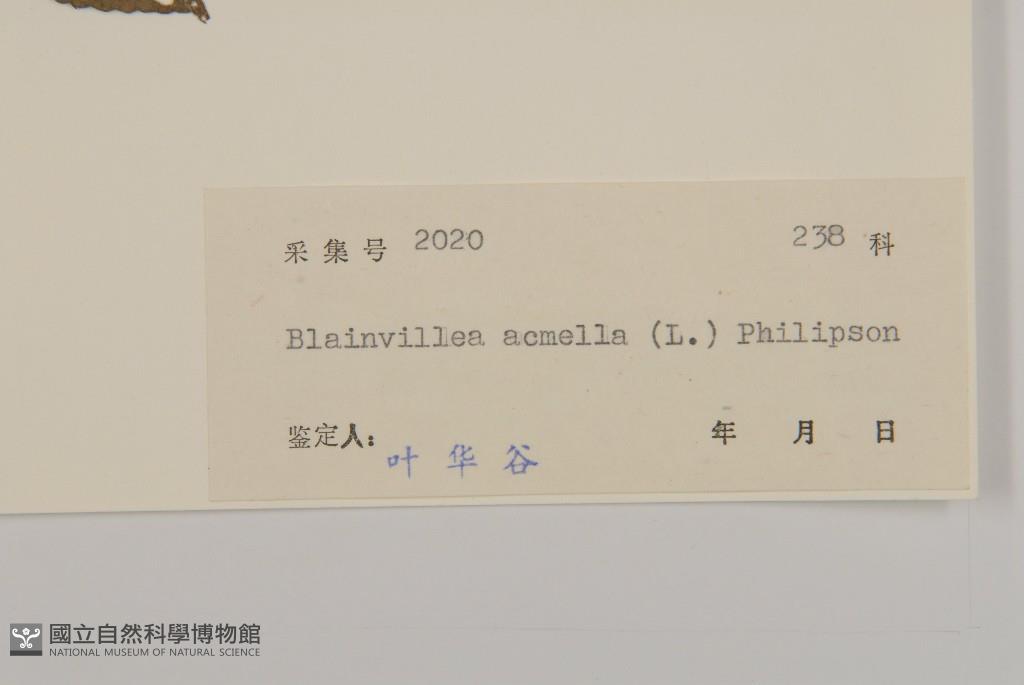 采集号 2020 238 科
Blainvillea acmella (L.) Philipson
鉴定人: 叶华谷 年 月 日
國立自然科學博物館
NATIONAL MUSEUM OF NATURAL SCIENCE